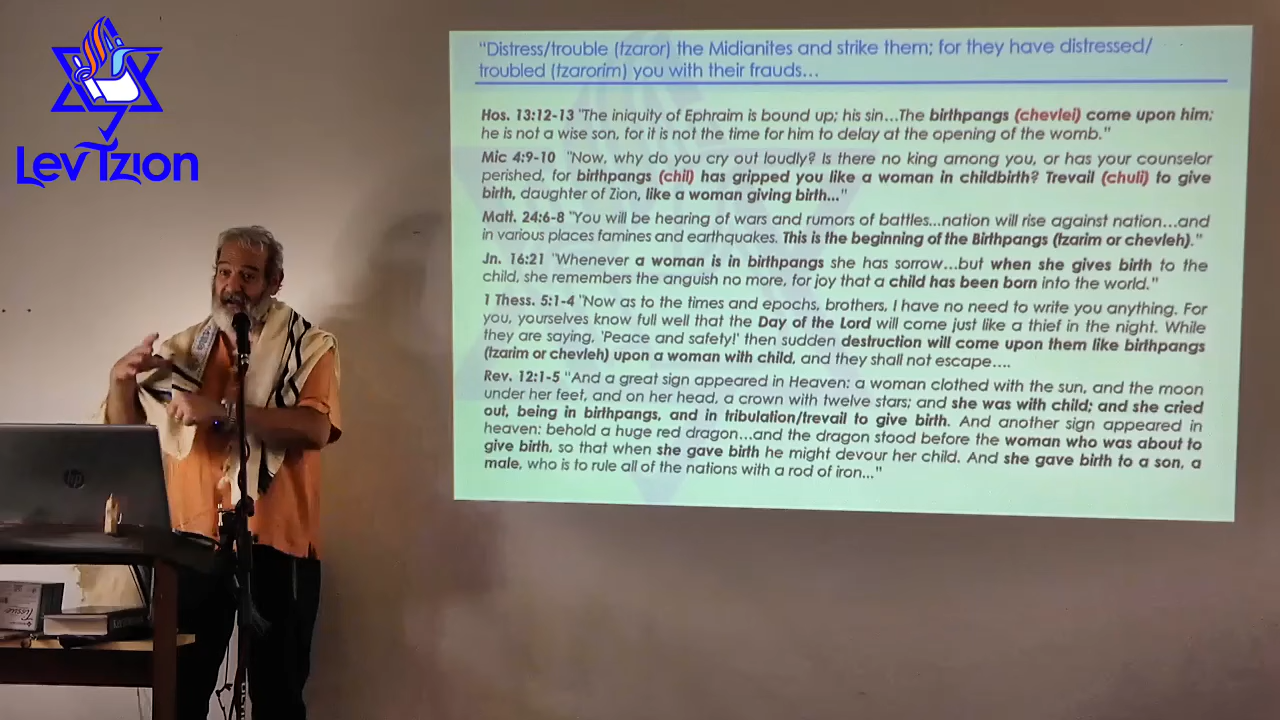 Lev Tzion
"Distress/trouble (tzaror) the Midianites and strike them; for they have distressed/
troubled (tzarorim) you with their frauds…
Hos. 13:12-13 "The iniquity of Ephraim is bound up; his sin…The birthpangs (chevlei) come upon him;
he is not a wise son, for it is not the time for him to delay at the opening of the womb."
Mic 4:9-10 "Now, why do you cry out loudly? Is there no king among you, or has your counselor
perished, for birthpangs (chil) has gripped you like a woman in childbirth? Trevail (chuli) to give
birth, daughter of Zion, like a woman giving birth..."
Matt. 24:6-8 "You will be hearing of wars and rumors of battles...nation will rise against nation…and
in various places famines and earthquakes. This is the beginning of the Birthpangs (tzarim or chevleh)."
Jn. 16:21 "Whenever a woman is in birthpangs she has sorrow…but when she gives birth to the
child, she remembers the anguish no more, for joy that a child has been born into the world."
1 Thess. 5:1-4 "Now as to the times and epochs, brothers, I have no need to write you anything. For
you, yourselves know full well that the Day of the Lord will come just like a thief in the night. While
they are saying, 'Peace and safety!' then sudden destruction will come upon them like birthpangs
(tzarim or chevleh) upon a woman with child, and they shall not escape….
Rev. 12:1-5 "And a great sign appeared in Heaven: a woman clothed with the sun, and the moon
under her feet, and on her head, a crown with twelve stars; and she was with child; and she cried
out, being in birthpangs, and in tribulation/trevail to give birth. And another sign appeared in
heaven: behold a huge red dragon…and the dragon stood before the woman who was about to
give birth, so that when she gave birth he might devour her child. And she gave birth to a son, a
male, who is to rule all of the nations with a rod of iron..."
hp
Tissue